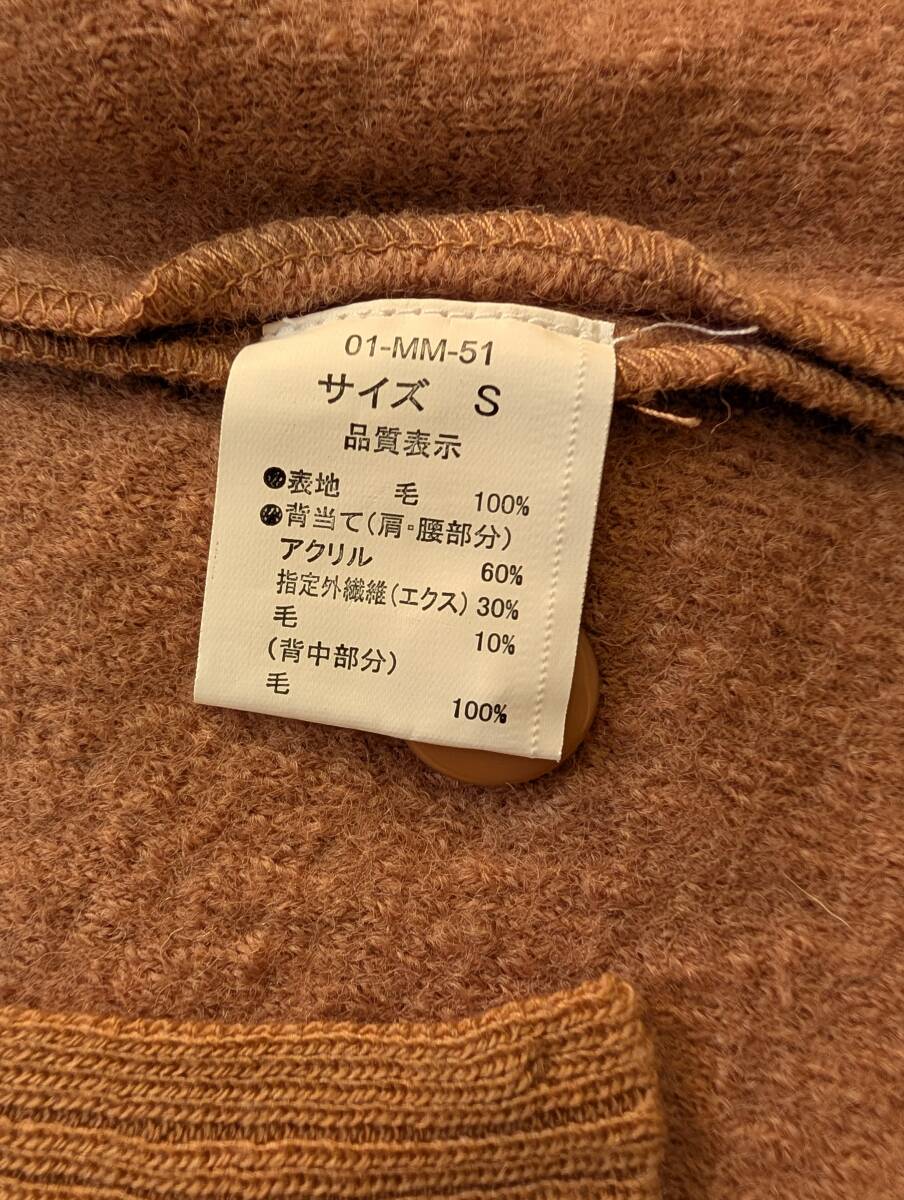 01-MM-51
サイズ S
品質表示
●表地 毛 100%
●背当て(肩・腰部分)
アクリル 60%
指定外繊維(エクス) 30%
毛 10%
(背中部分)
毛 100%